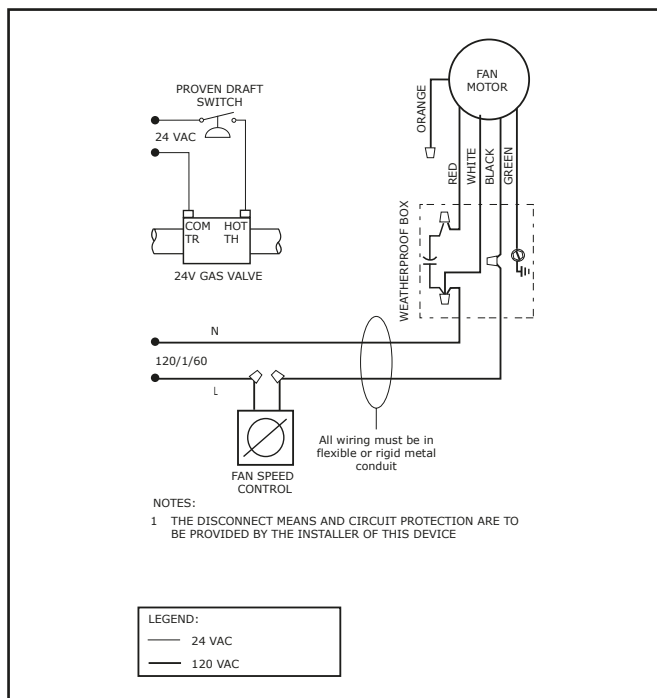 PROVEN DRAFT
SWITCH
24 VAC
COM HOT
TR TH
24V GAS VALVE
FAN
MOTOR
ORANGE
RED
WHITE
BLACK
GREEN
WEATHERPROOF BOX
N
120/1/60
L
All wiring must be in
flexible or rigid metal
conduit
FAN SPEED
CONTROL
NOTES:
1 THE DISCONNECT MEANS AND CIRCUIT PROTECTION ARE TO
BE PROVIDED BY THE INSTALLER OF THIS DEVICE
LEGEND:
24 VAC
120 VAC